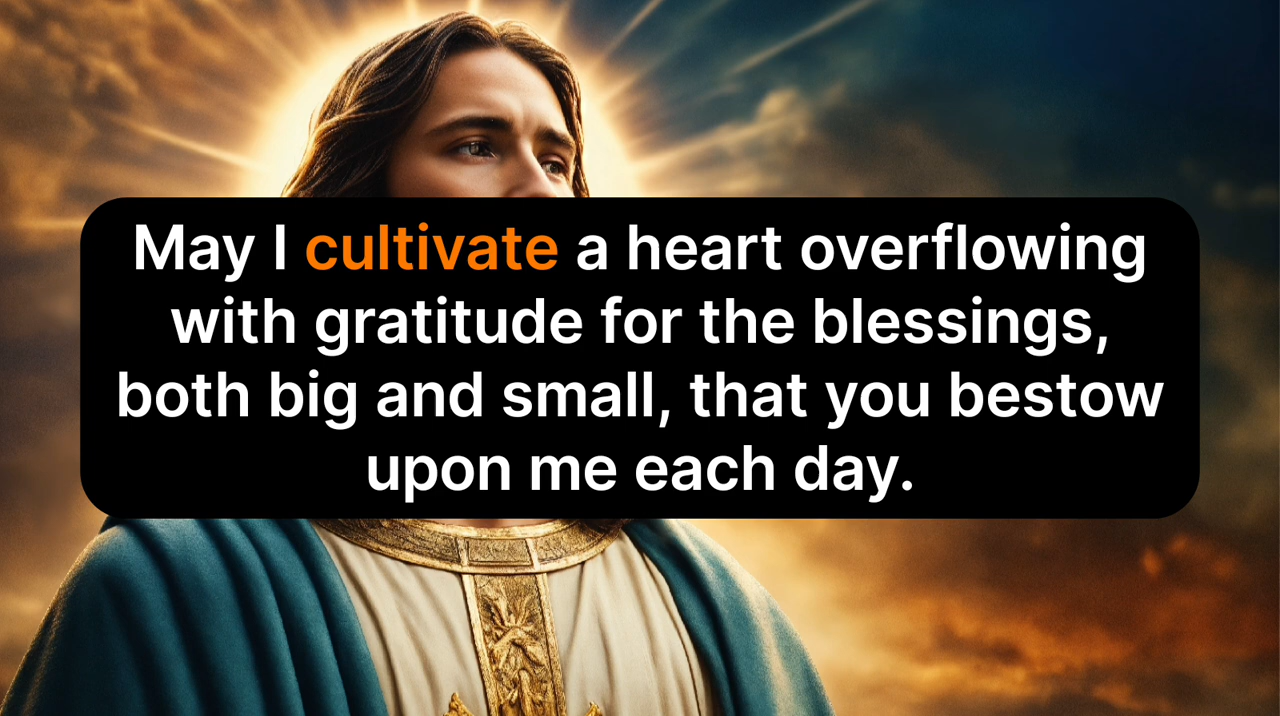 May I cultivate a heart overflowing
with gratitude for the blessings,
both big and small, that you bestow
upon me each day.